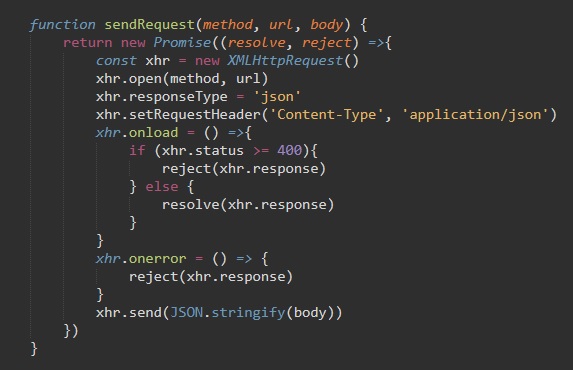 function sendRequest(method, url, body) {
    return new Promise((resolve, reject) =>{
        const xhr = new XMLHttpRequest()
        xhr.open(method, url)
        xhr.responseType = 'json'
        xhr.setRequestHeader('Content-Type', 'application/json')
        xhr.onload = () =>{
            if (xhr.status >= 400){
                reject(xhr.response)
            } else {
                resolve(xhr.response)
            }
        }
        xhr.onerror = () => {
            reject(xhr.response)
        }
        xhr.send(JSON.stringify(body))
    })
}